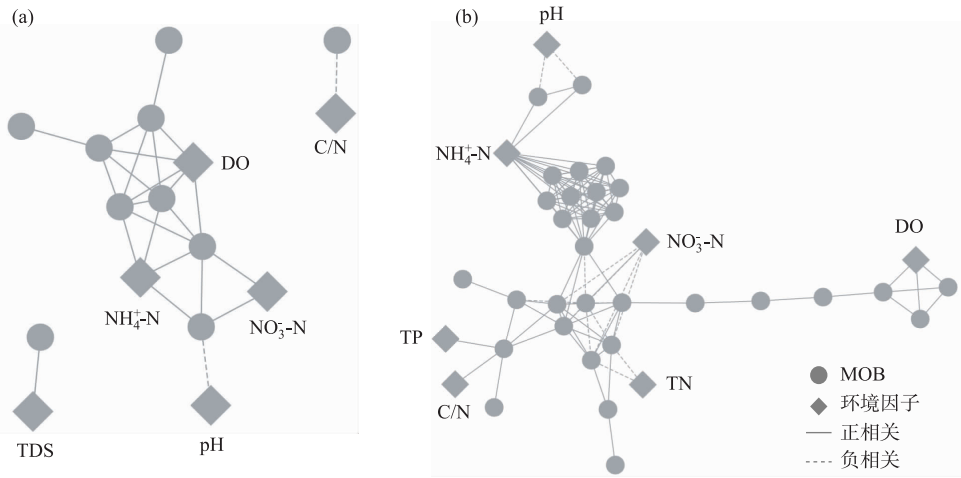 (a)
C/N
DO
NH₄⁺-N
NO₃⁻-N
TDS
pH
(b)
pH
NH₄⁺-N
NO₃⁻-N
DO
TP
C/N
TN
MOB
环境因子
正相关
负相关